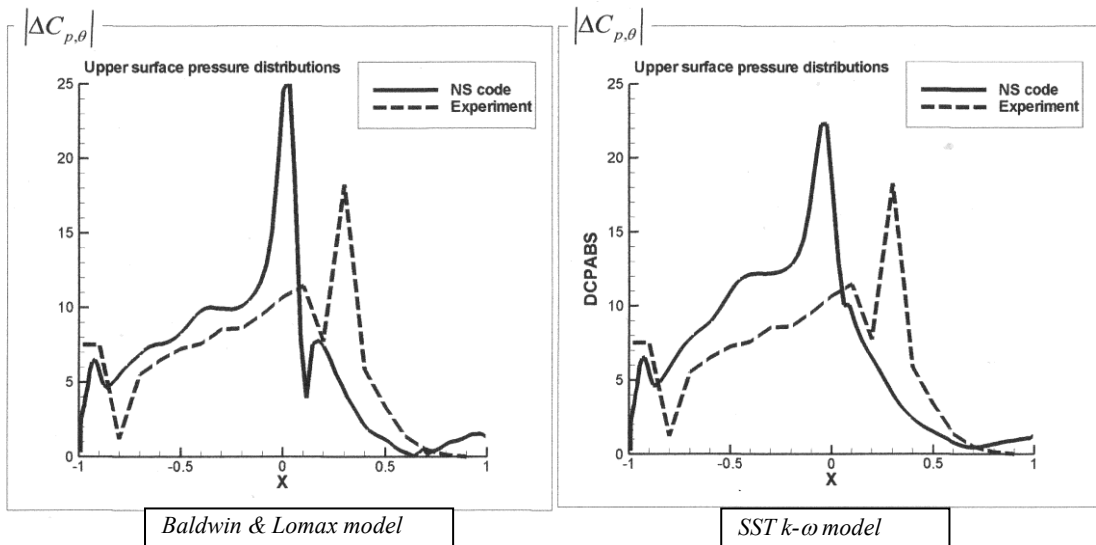 |ΔC_{p,θ}|
Upper surface pressure distributions
NS code
Experiment
25
20
15
10
5
0
-1
-0.5
0
0.5
1
X
Baldwin & Lomax model
|ΔC_{p,θ}|
Upper surface pressure distributions
NS code
Experiment
DCPABS
25
20
15
10
5
0
-1
-0.5
0
0.5
1
X
SST k-ω model